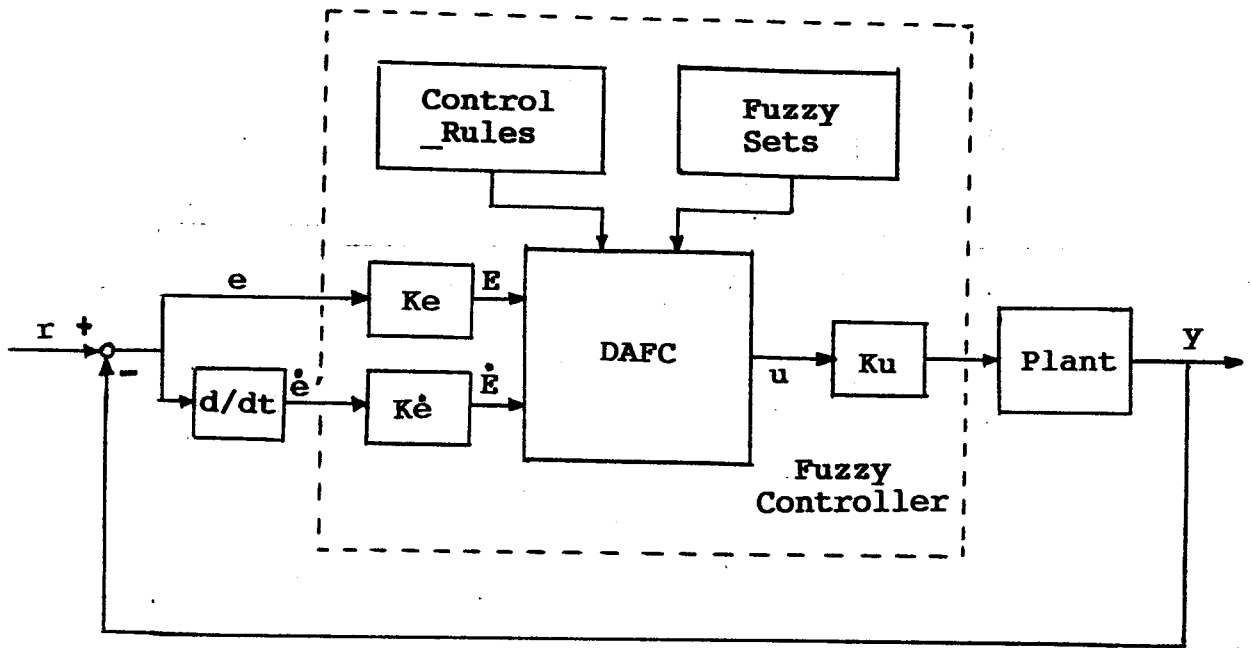 Control
_Rules
Fuzzy
Sets
e
Ke
E
r
+
-
d/dt
ė
Kė
Ė
DAFC
u
Ku
Plant
y
Fuzzy
Controller